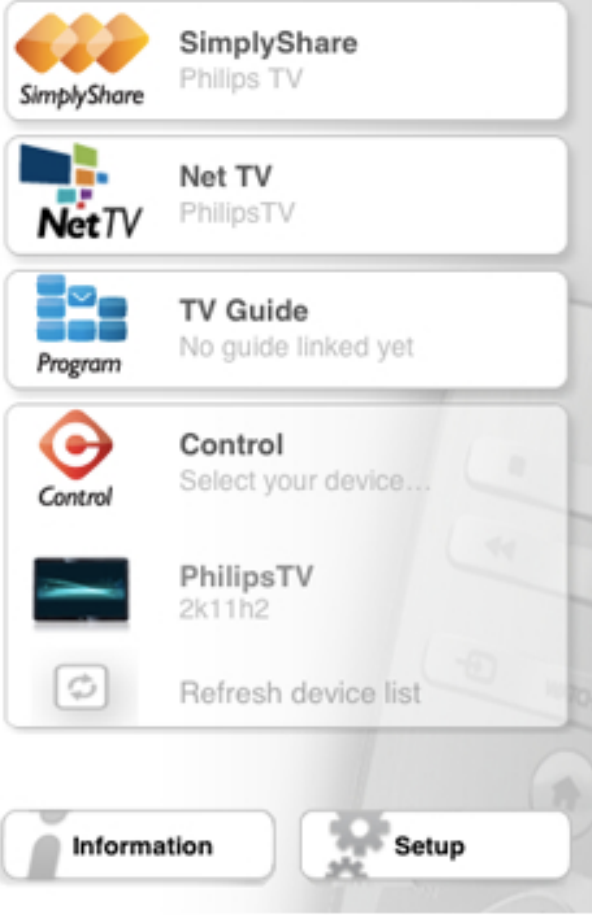 SimplyShare
SimplyShare
Philips TV
NetTV
Net TV
PhilipsTV
Program
TV Guide
No guide linked yet
Control
Control
Select your device...
PhilipsTV
2k11h2
Refresh device list
Information
Setup